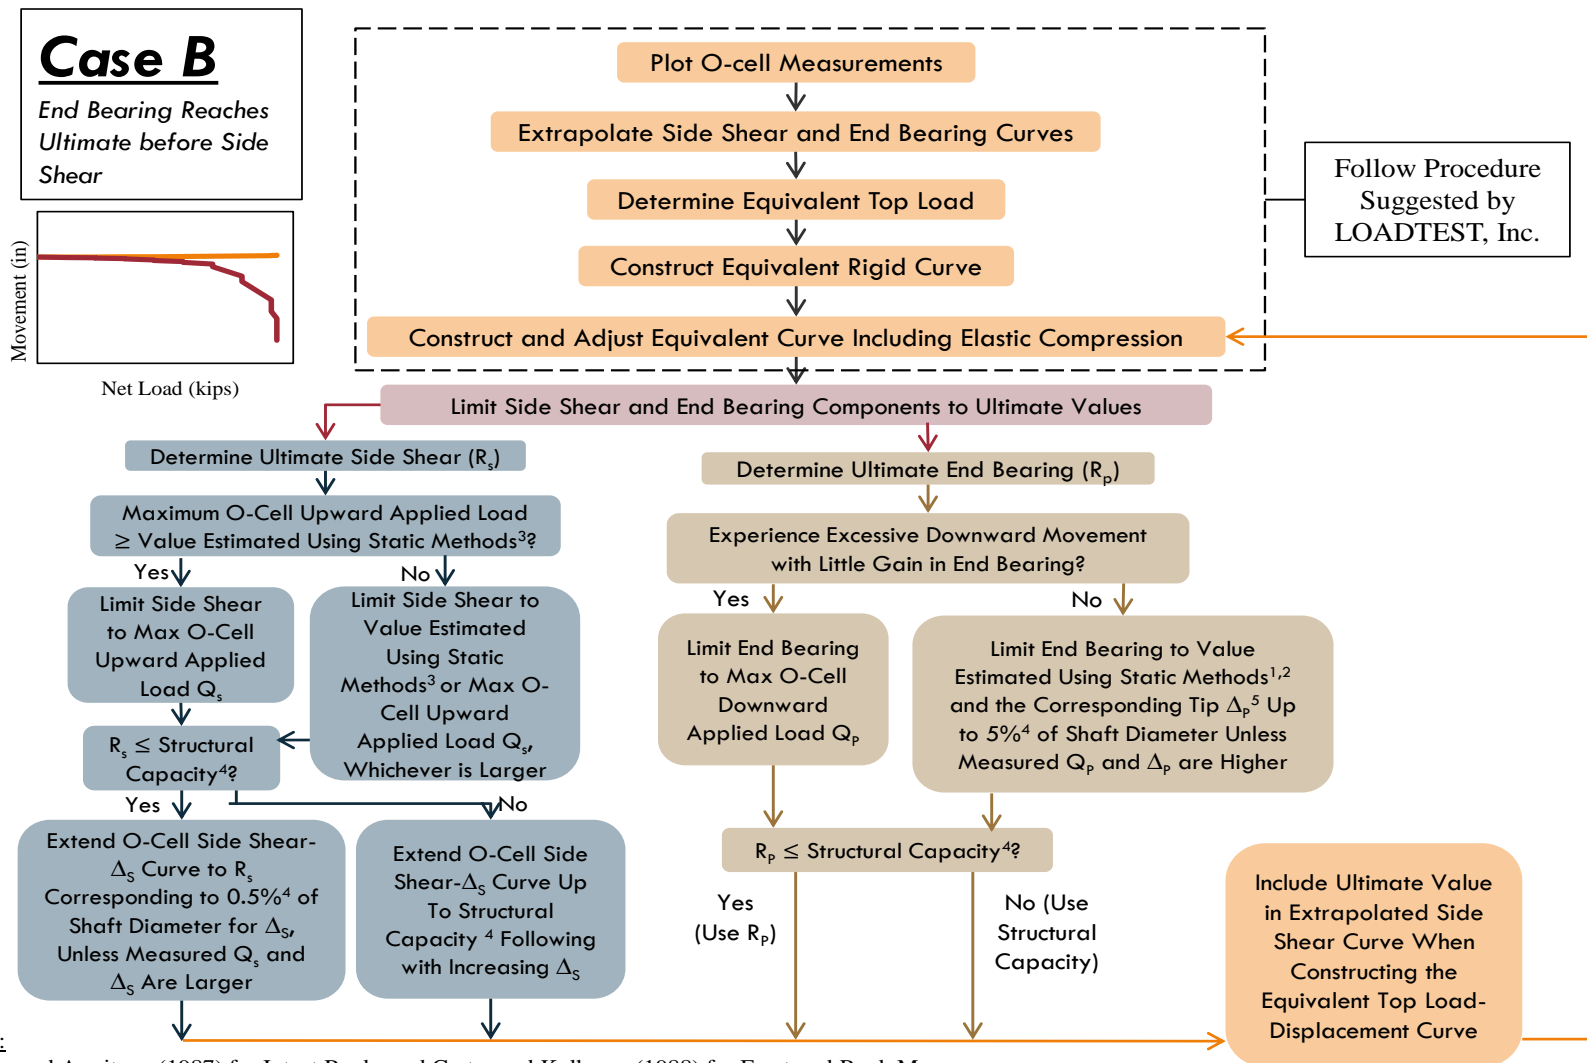 Case B
End Bearing Reaches
Ultimate before Side
Shear
Movement (in)
Net Load (kips)
Plot O-cell Measurements
Extrapolate Side Shear and End Bearing Curves
Determine Equivalent Top Load
Construct Equivalent Rigid Curve
Construct and Adjust Equivalent Curve Including Elastic Compression
Follow Procedure
Suggested by
LOADTEST, Inc.
Limit Side Shear and End Bearing Components to Ultimate Values
Determine Ultimate Side Shear (Rs)
Maximum O-Cell Upward Applied Load
≥ Value Estimated Using Static Methods³?
Yes
No
Limit Side Shear
to Max O-Cell
Upward Applied
Load Qs
Limit Side Shear to
Value Estimated
Using Static
Methods³ or Max O-
Cell Upward
Applied Load Qs,
Whichever is Larger
Rs ≤ Structural
Capacity⁴?
Yes
No
Extend O-Cell Side Shear-
ΔS Curve to Rs
Corresponding to 0.5%⁴ of
Shaft Diameter for ΔS,
Unless Measured Qs and
ΔS Are Larger
Extend O-Cell Side
Shear-ΔS Curve Up
To Structural
Capacity ⁴ Following
with Increasing ΔS
Determine Ultimate End Bearing (Rp)
Experience Excessive Downward Movement
with Little Gain in End Bearing?
Yes
No
Limit End Bearing
to Max O-Cell
Downward
Applied Load QP
Limit End Bearing to Value
Estimated Using Static Methods¹,²
and the Corresponding Tip ΔP⁵ Up
to 5%⁴ of Shaft Diameter Unless
Measured QP and ΔP are Higher
RP ≤ Structural Capacity⁴?
Yes
(Use RP)
No (Use
Structural
Capacity)
Include Ultimate Value
in Extrapolated Side
Shear Curve When
Constructing the
Equivalent Top Load-
Displacement Curve
: